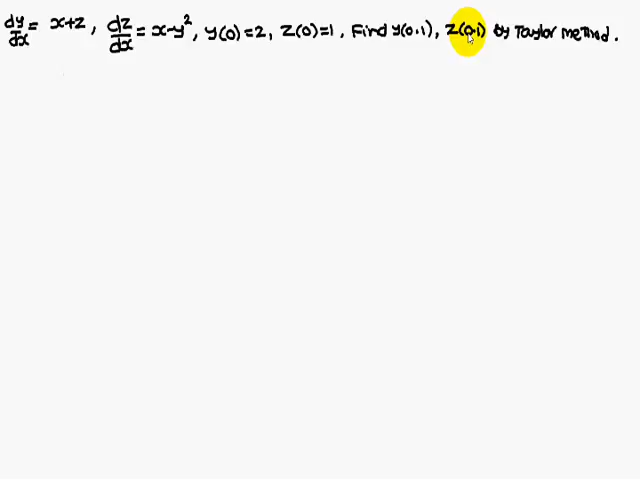 dy/dx = x+z, dz/dx = x-y², y(0)=2, z(0)=1. Find y(0.1), z(0.1) by Taylor method.